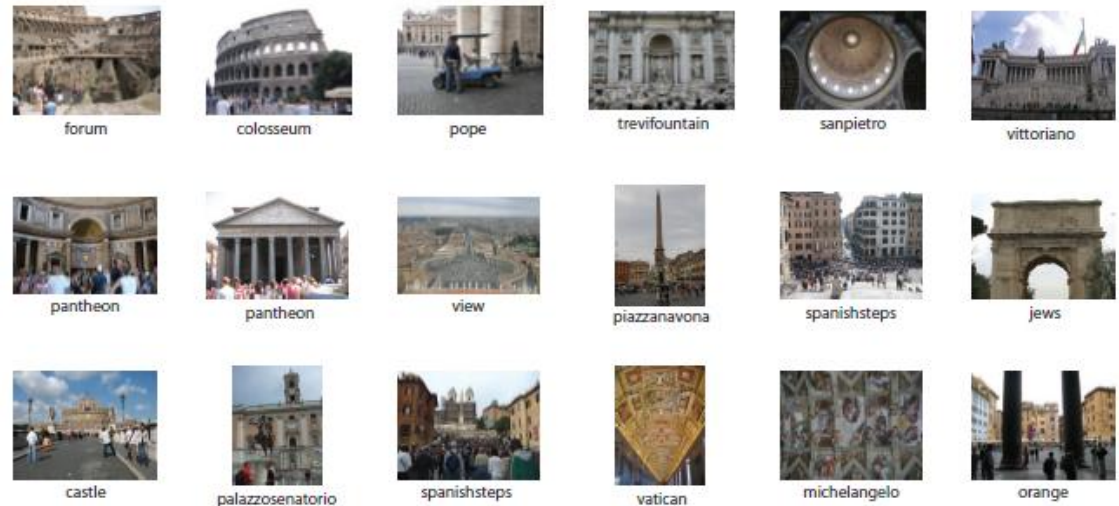 forum
colosseum
pope
trevifountain
sanpietro
vittoriano
pantheon
pantheon
view
piazzanavona
spanishsteps
jews
castle
palazzosenatorio
spanishsteps
vatican
michelangelo
orange